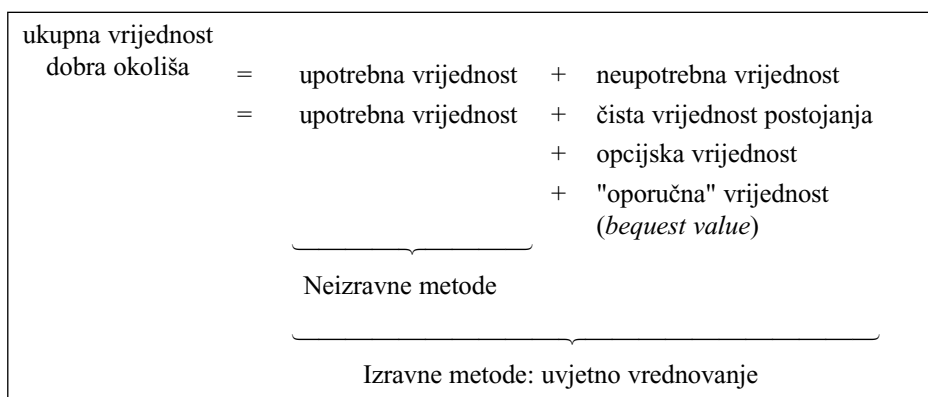 ukupna vrijednost
dobra okoliša = upotrebna vrijednost + neupotrebna vrijednost
= upotrebna vrijednost + čista vrijednost postojanja
+ opcijska vrijednost
+ "oporučna" vrijednost
(bequest value)
Neizravne metode
Izravne metode: uvjetno vrednovanje